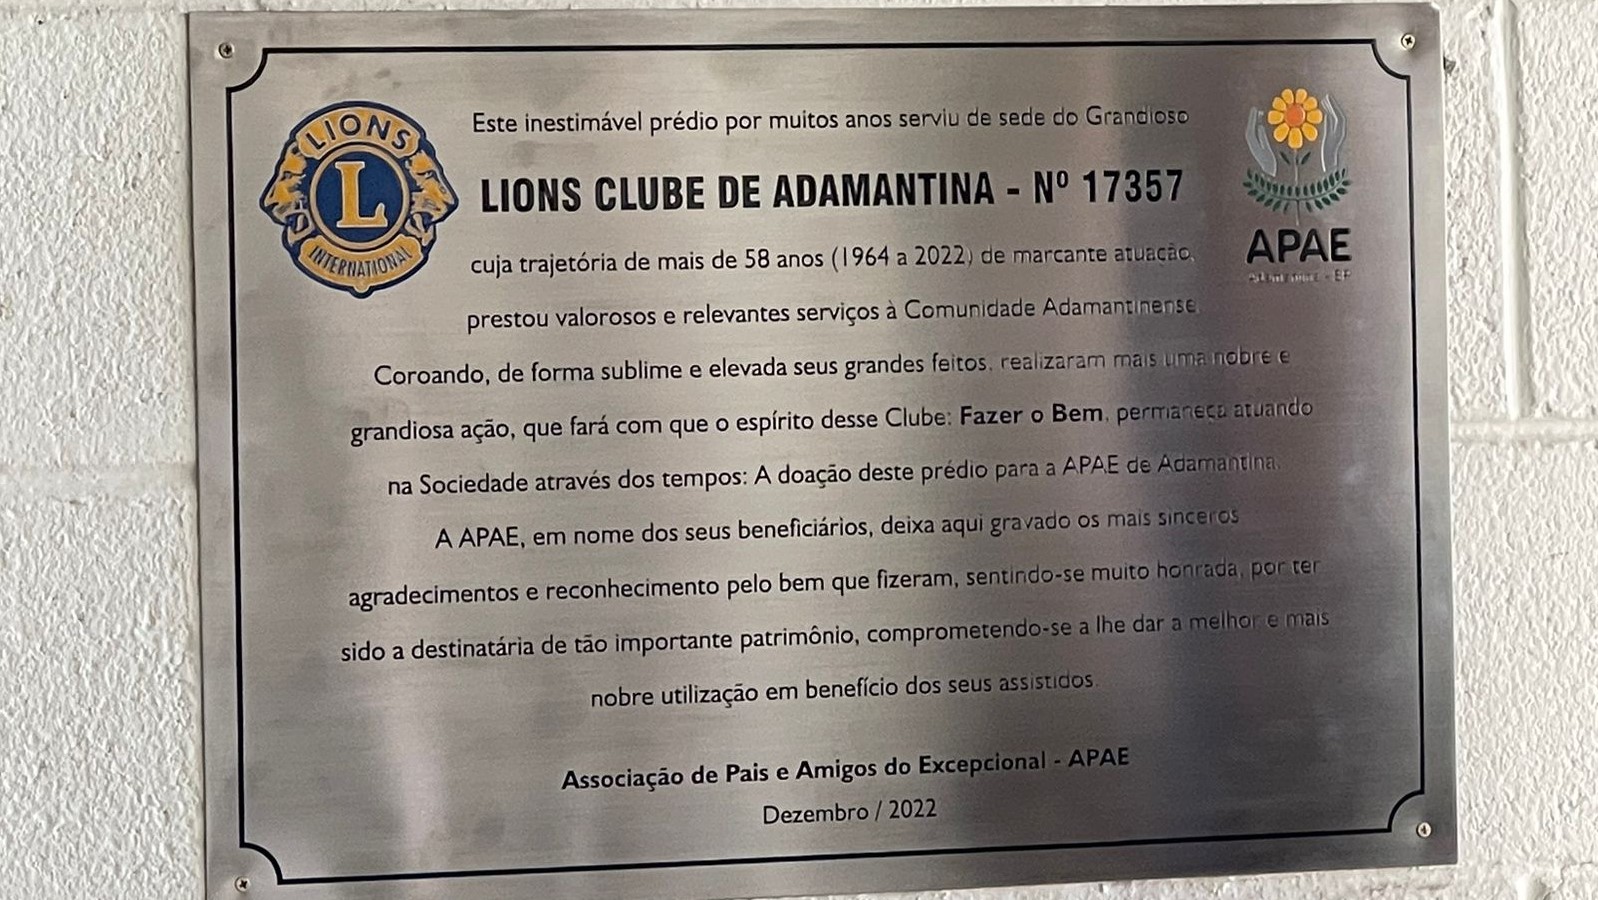 LIONS
L
INTERNATIONAL
Este inestimável prédio por muitos anos serviu de sede do Grandioso
LIONS CLUBE DE ADAMANTINA - Nº 17357
cuja trajetória de mais de 58 anos (1964 a 2022) de marcante atuação,
prestou valorosos e relevantes serviços à Comunidade Adamantinense
Coroando, de forma sublime e elevada seus grandes feitos, realizaram mais uma nobre e
grandiosa ação, que fará com que o espírito desse Clube: Fazer o Bem, permaneça atuando
na Sociedade através dos tempos: A doação deste prédio para a APAE de Adamantina.
A APAE, em nome dos seus beneficiários, deixa aqui gravado os mais sinceros
agradecimentos e reconhecimento pelo bem que fizeram, sentindo-se muito honrada, por ter
sido a destinatária de tão importante patrimônio, comprometendo-se a lhe dar a melhor e mais
nobre utilização em benefício dos seus assistidos.
Associação de Pais e Amigos do Excepcional - APAE
Dezembro / 2022
APAE